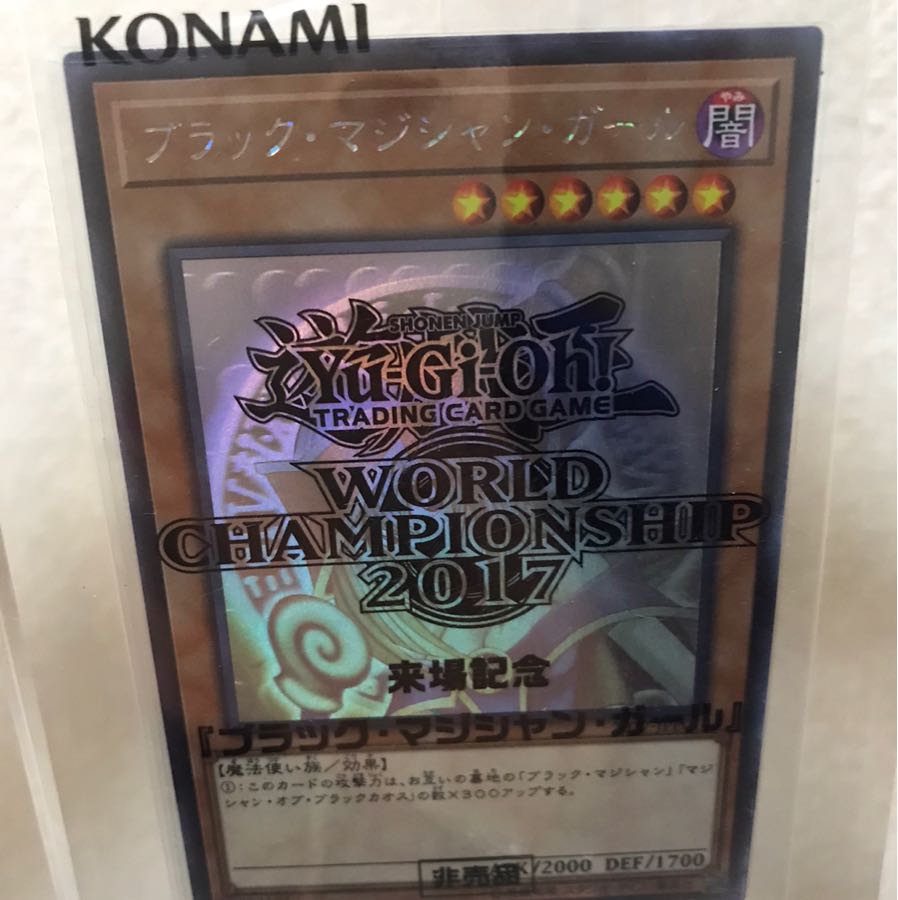 KONAMI
ブラック・マジシャン・ガール
やみ
闇
SHONEN JUMP
遊戯王
Yu-Gi-Oh!
TRADING CARD GAME
WORLD
CHAMPIONSHIP
2017
来場記念
『ブラック・マジシャン・ガール』
【魔法使い族／効果】
①：このカードの攻撃力は、お互いの墓地の「ブラック・マジシャン」「マジ
シャン・オブ・ブラックカオス」の数×300アップする。
K/2000 DEF/1700
非売品